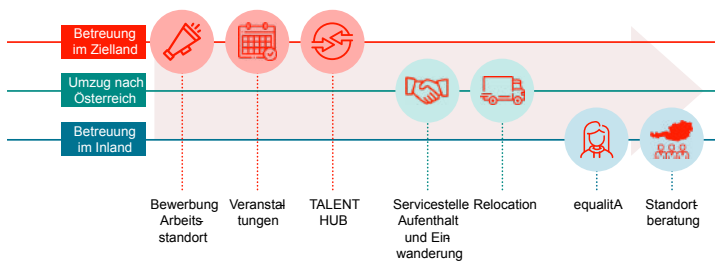 Betreuung
im Zielland
Umzug nach
Österreich
Betreuung
im Inland
Bewerbung
Arbeits-
standort
Veranstal-
tungen
TALENT
HUB
Servicestelle
Aufenthalt
und Ein-
wanderung
Relocation
equalitA
Standort-
beratung